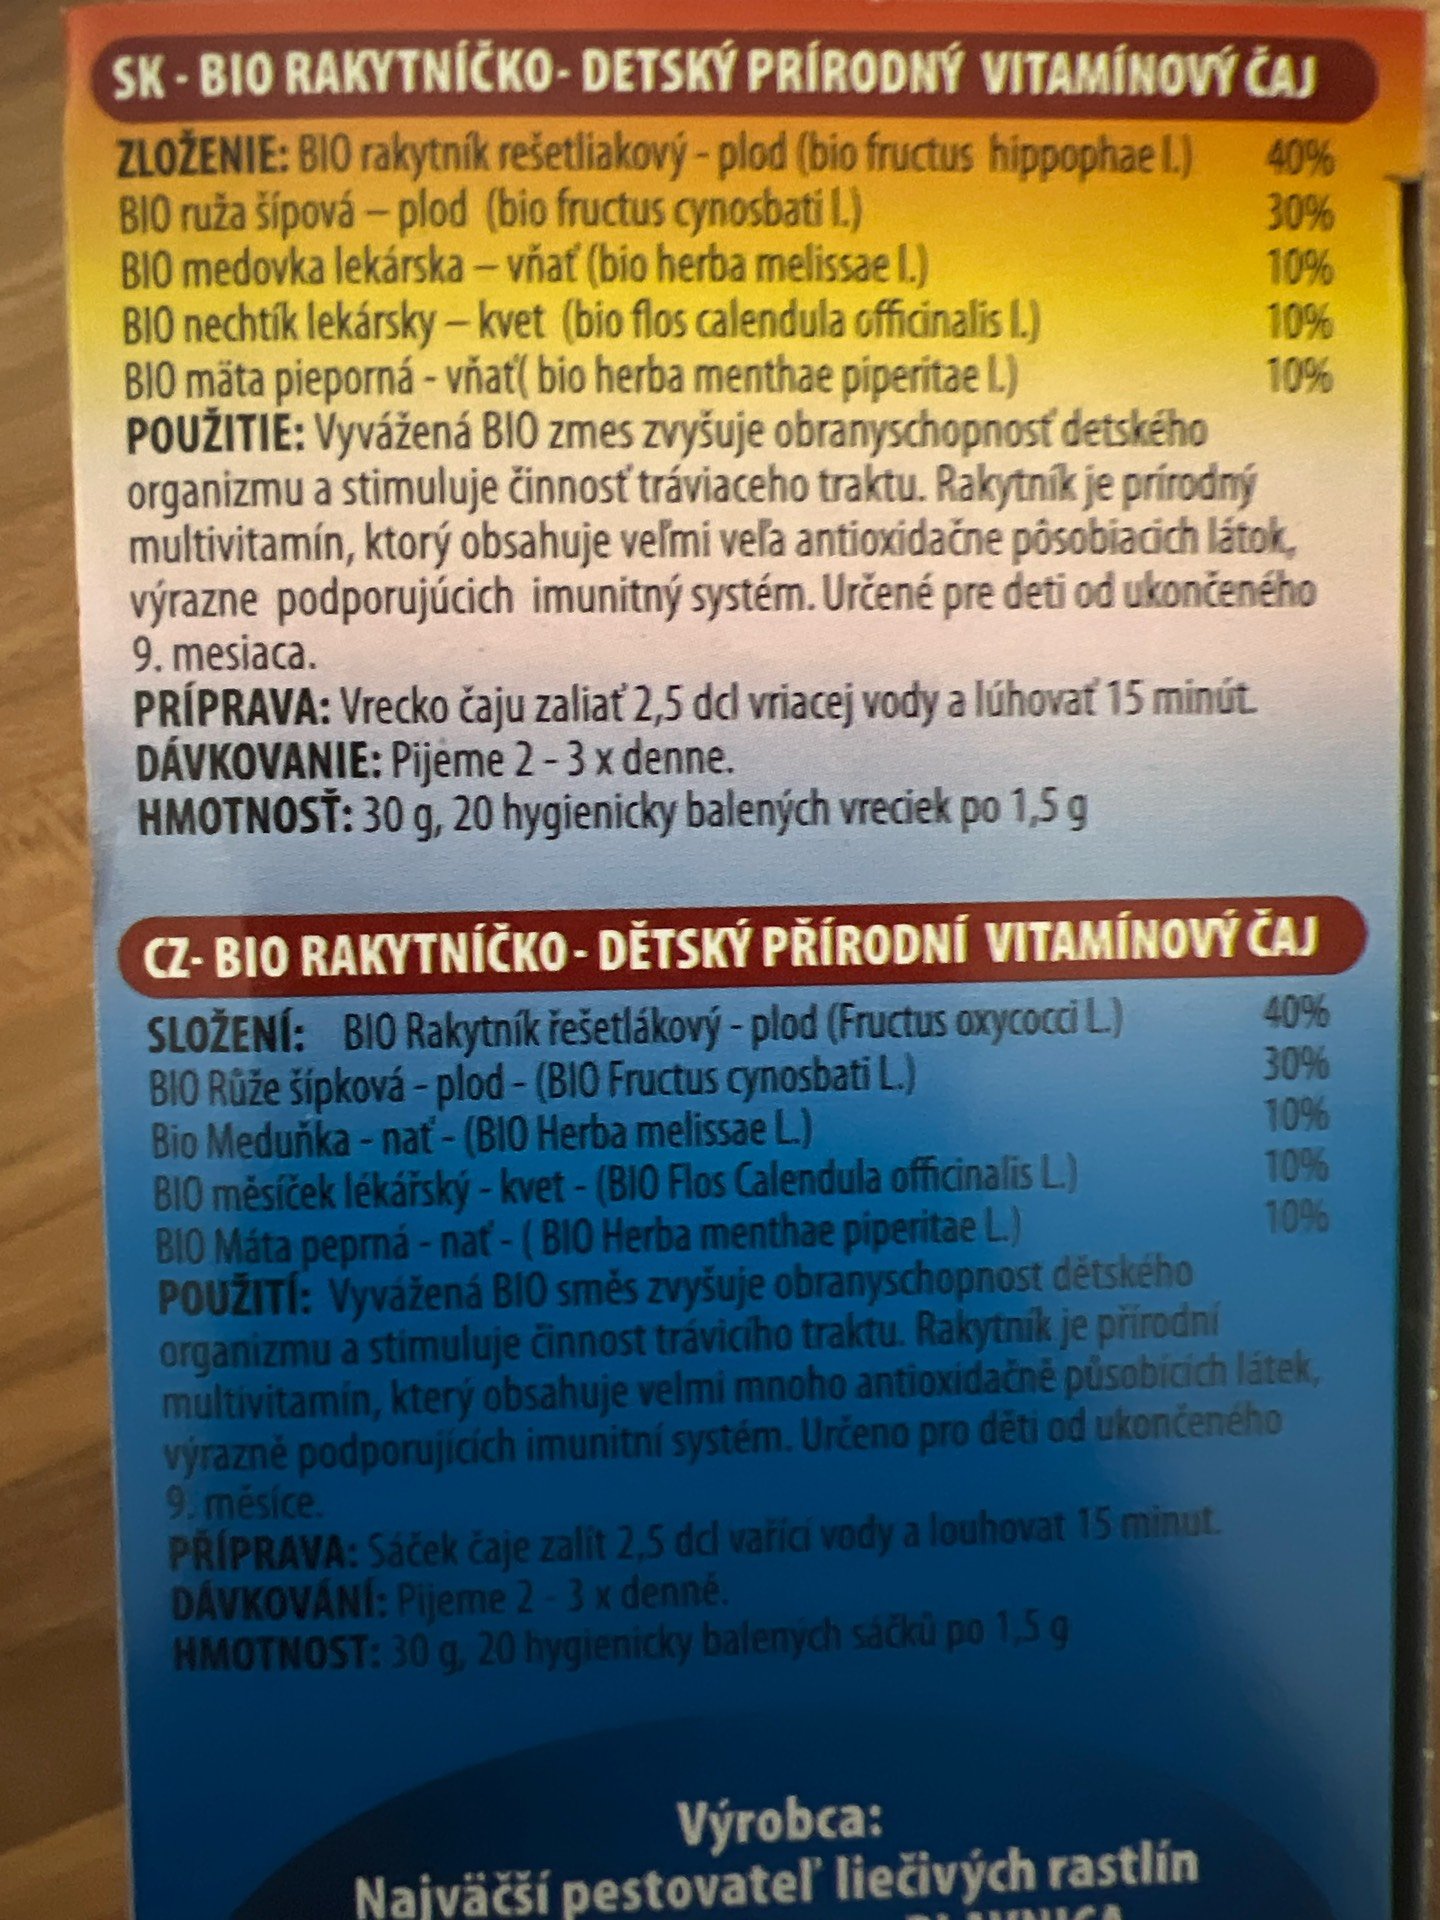 SK - BIO RAKYTNÍČKO- DETSKÝ PRÍRODNÝ VITAMÍNOVÝ ČAJ
ZLOŽENIE: BIO rakytník rešetliakový - plod (bio fructus hippophae l.) 40%
BIO ruža šípová – plod (bio fructus cynosbati l.) 30%
BIO medovka lekárska – vňať (bio herba melissae l.) 10%
BIO nechtík lekársky – kvet (bio flos calendula officinalis l.) 10%
BIO mäta pieporná - vňať( bio herba menthae piperitae l.) 10%
POUŽITIE: Vyvážená BIO zmes zvyšuje obranyschopnosť detského
organizmu a stimuluje činnosť tráviaceho traktu. Rakytník je prírodný
multivitamín, ktorý obsahuje veľmi veľa antioxidačne pôsobiacich látok,
výrazne podporujúcich imunitný systém. Určené pre deti od ukončeného
9. mesiaca.
PRÍPRAVA: Vrecko čaju zaliať 2,5 dcl vriacej vody a lúhovať 15 minút.
DÁVKOVANIE: Pijeme 2 - 3 x denne.
HMOTNOSŤ: 30 g, 20 hygienicky balených vreciek po 1,5 g
CZ- BIO RAKYTNÍČKO- DĚTSKÝ PŘÍRODNÍ VITAMÍNOVÝ ČAJ
SLOŽENÍ: BIO Rakytník řešetlákový - plod (Fructus oxycocci L.) 40%
BIO Růže šípková - plod - (BIO Fructus cynosbati L.) 30%
Bio Meduňka - nať - (BIO Herba melissae L.) 10%
BIO měsíček lékářský - kvet - (BIO Flos Calendula officinalis L.) 10%
BIO Máta peprná - nať - ( BIO Herba menthae piperitae L.) 10%
POUŽITÍ: Vyvážená BIO směs zvyšuje obranyschopnost dětského
organizmu a stimuluje činnost trávicího traktu. Rakytník je přírodní
multivitamín, který obsahuje velmi mnoho antioxidačně působících látek,
výrazně podporujících imunitní systém. Určeno pro děti od ukončeného
9. měsíce.
PŘÍPRAVA: Sáček čaje zalít 2,5 dcl vařící vody a louhovat 15 minut.
DÁVKOVÁNÍ: Pijeme 2 - 3 x denně.
HMOTNOST: 30 g, 20 hygienicky balených sáčků po 1,5 g
Výrobca:
Najväčší pestovateľ liečivých rastlín